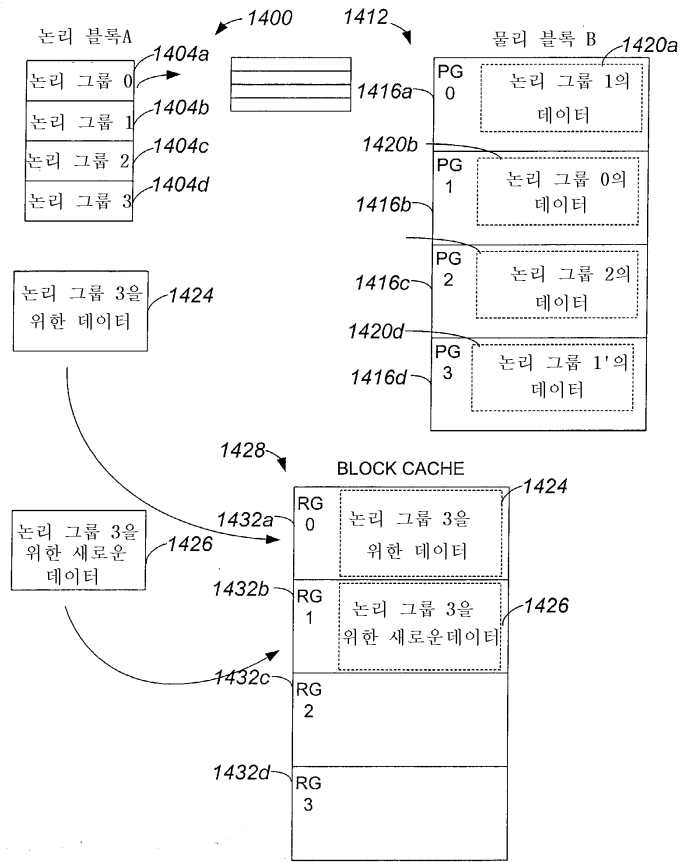 논리 블록A
1400
1412
물리 블록 B
1404a
논리 그룹 0
1404b
논리 그룹 1
1404c
논리 그룹 2
1404d
논리 그룹 3
1420a
PG
0
논리 그룹 1의
데이터
1416a
1420b
PG
1
논리 그룹 0의
데이터
1416b
PG
2
논리 그룹 2의
데이터
1416c
1420d
PG
3
논리 그룹 1'의
데이터
1416d
논리 그룹 3을
위한 데이터
1424
1428
BLOCK CACHE
1432a
RG
0
논리 그룹 3을
위한 데이터
1424
논리 그룹 3을
위한 새로운
데이터
1426
1432b
RG
1
논리 그룹 3을
위한 새로운데이터
1426
1432c
RG
2
1432d
RG
3